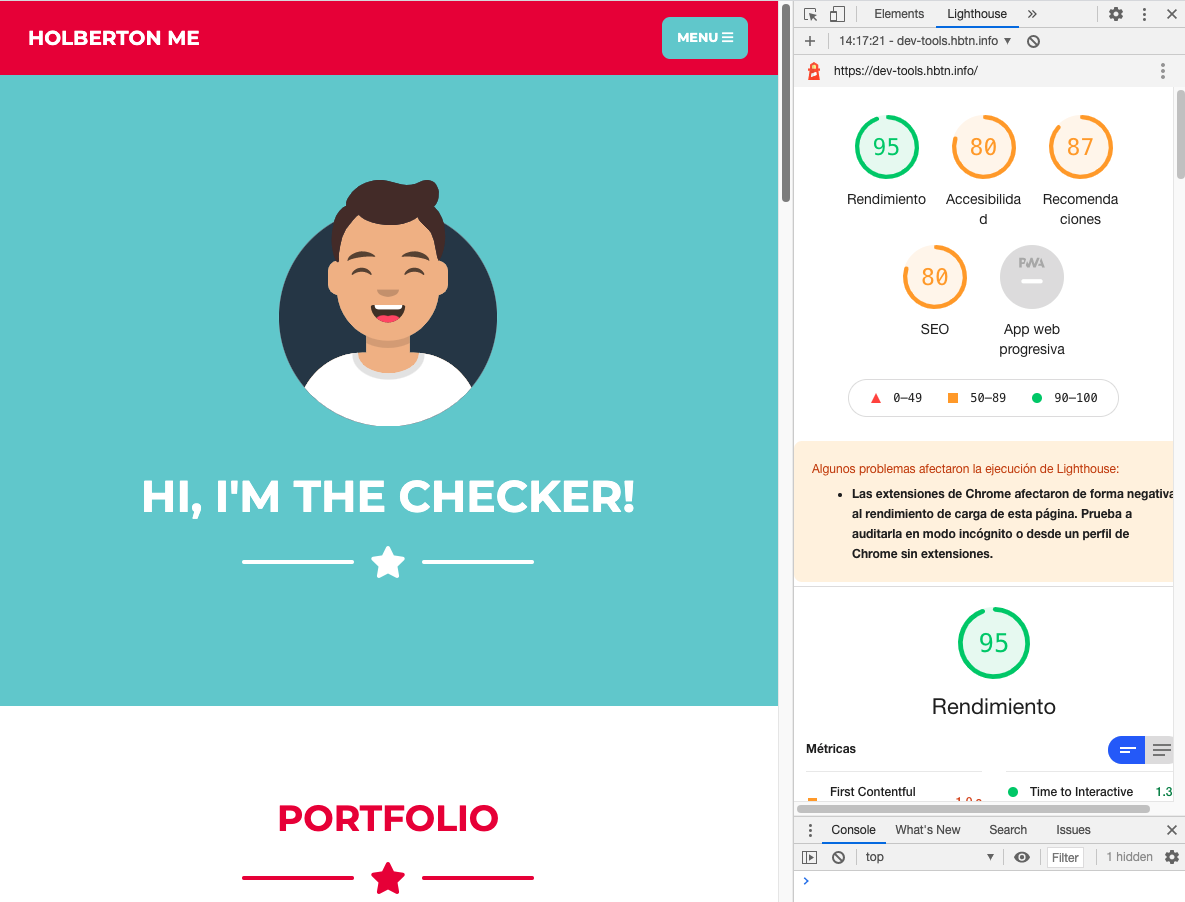 HOLBERTON ME
MENU
HI, I'M THE CHECKER!
PORTFOLIO
Elements
Lighthouse
14:17:21 - dev-tools.hbtn.info
https://dev-tools.hbtn.info/
95
80
87
Rendimiento
Accesibilida
d
Recomenda
ciones
80
PWA
SEO
App web
progresiva
0–49
50–89
90–100
Algunos problemas afectaron la ejecución de Lighthouse:
Las extensiones de Chrome afectaron de forma negativa
al rendimiento de carga de esta página. Prueba a
auditarla en modo incógnito o desde un perfil de
Chrome sin extensiones.
95
Rendimiento
Métricas
First Contentful
Time to Interactive
1.3
Console
What's New
Search
Issues
top
Filter
1 hidden